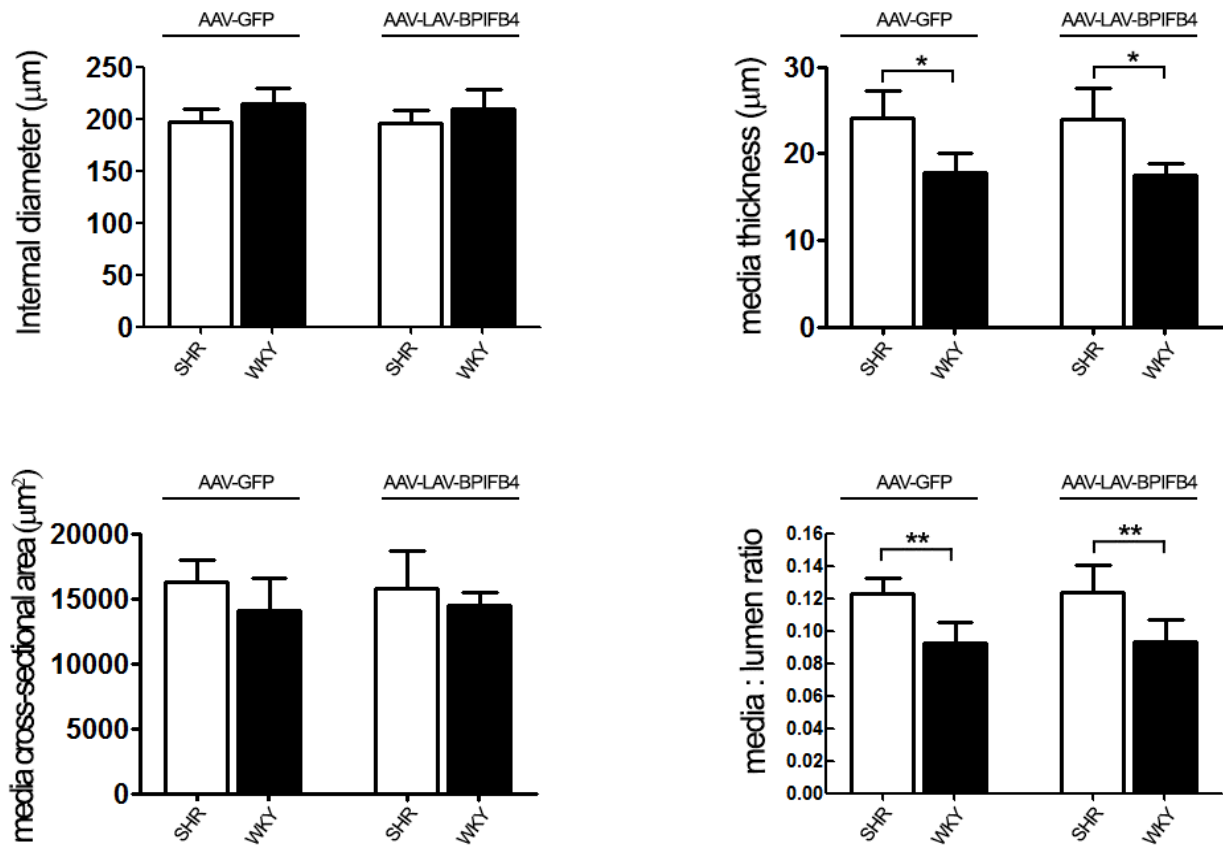 AAV-GFP
AAV-LAV-BPIFB4
Internal diameter (μm)
250
200
150
100
50
0
SHR
WKY
SHR
WKY
AAV-GFP
AAV-LAV-BPIFB4
media thickness (μm)
30
20
10
0
*
*
SHR
WKY
SHR
WKY
AAV-GFP
AAV-LAV-BPIFB4
media cross-sectional area (μm²)
20000
15000
10000
5000
0
SHR
WKY
SHR
WKY
AAV-GFP
AAV-LAV-BPIFB4
media : lumen ratio
0.16
0.14
0.12
0.10
0.08
0.06
0.04
0.02
0.00
**
**
SHR
WKY
SHR
WKY